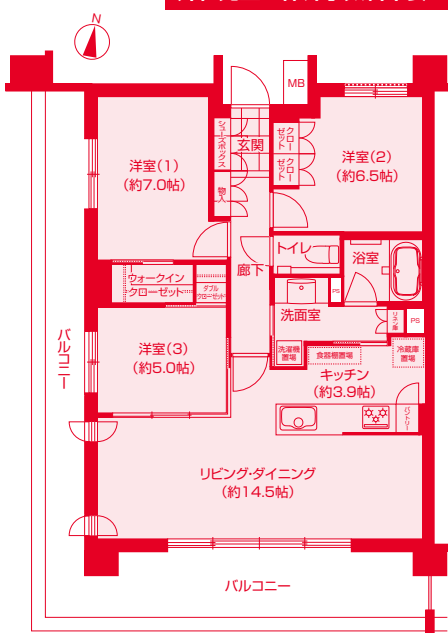 N
MB
シューズボックス
玄関
クローゼット
クローゼット
洋室(1)
(約7.0帖)
洋室(2)
(約6.5帖)
物入
トイレ
浴室
廊下
ウォークイン
クローゼット
ダブル
クローゼット
PS
洗面室
リネン庫
PS
洋室(3)
(約5.0帖)
洗濯機
置場
食器棚置場
冷蔵庫
置場
キッチン
(約3.9帖)
パントリー
バルコニー
リビング・ダイニング
(約14.5帖)
バルコニー